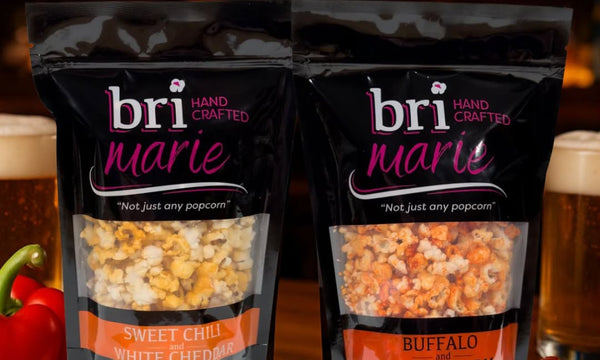 bri HAND
CRAFTED
marie
"Not just any popcorn"
SWEET CHILI
and
WHITE CHEDDAR
bri HAND
CRAFTED
marie
"Not just any popcorn"
BUFFALO
and